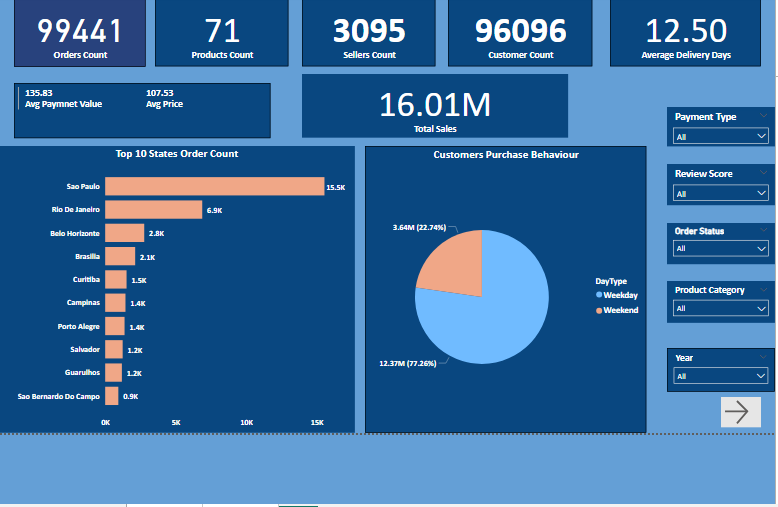 99441
Orders Count
71
Products Count
3095
Sellers Count
96096
Customer Count
12.50
Average Delivery Days
135.83
Avg Paymnet Value
107.53
Avg Price
16.01M
Total Sales
Top 10 States Order Count
Sao Paulo 15.5K
Rio De Janeiro 6.9K
Belo Horizonte 2.8K
Brasilia 2.1K
Curitiba 1.5K
Campinas 1.4K
Porto Alegre 1.4K
Salvador 1.2K
Guarulhos 1.2K
Sao Bernardo Do Campo 0.9K
0K 5K 10K 15K
Customers Purchase Behaviour
3.64M (22.74%)
12.37M (77.26%)
DayType
Weekday
Weekend
Payment Type
All
Review Score
All
Order Status
All
Product Category
All
Year
All